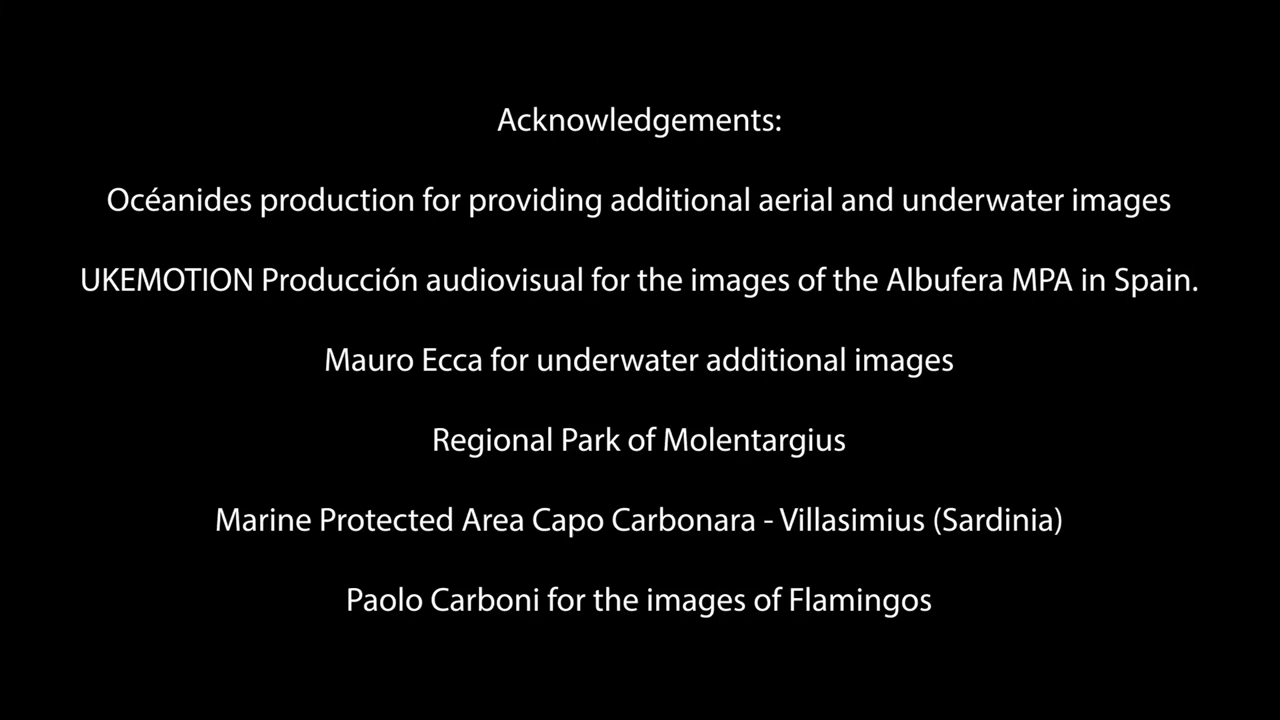 Acknowledgements:
Océanides production for providing additional aerial and underwater images
UKEMOTION Producción audiovisual for the images of the Albufera MPA in Spain.
Mauro Ecca for underwater additional images
Regional Park of Molentargius
Marine Protected Area Capo Carbonara - Villasimius (Sardinia)
Paolo Carboni for the images of Flamingos